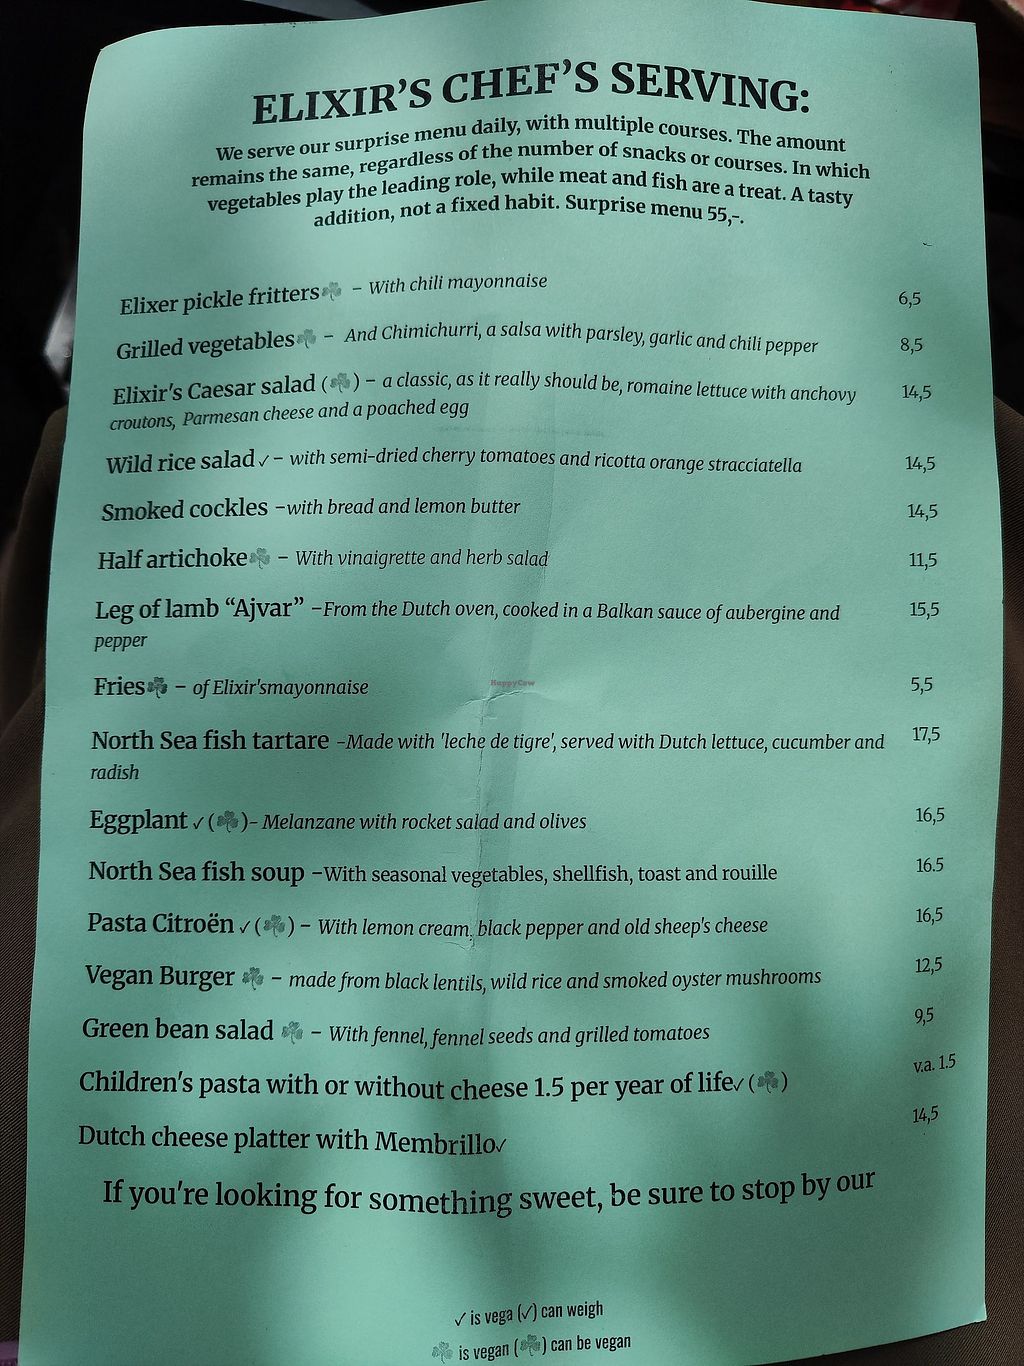 ELIXIR'S CHEF'S SERVING:
We serve our surprise menu daily, with multiple courses. The amount
remains the same, regardless of the number of snacks or courses. In which
vegetables play the leading role, while meat and fish are a treat. A tasty
addition, not a fixed habit. Surprise menu 55,-.
Elixer pickle fritters☘ - With chili mayonnaise 6,5
Grilled vegetables☘ - And Chimichurri, a salsa with parsley, garlic and chili pepper 8,5
Elixir's Caesar salad (☘) - a classic, as it really should be, romaine lettuce with anchovy 14,5
croutons, Parmesan cheese and a poached egg
Wild rice salad✓ - with semi-dried cherry tomatoes and ricotta orange stracciatella 14,5
Smoked cockles -with bread and lemon butter 14,5
Half artichoke☘ - With vinaigrette and herb salad 11,5
Leg of lamb “Ajvar” -From the Dutch oven, cooked in a Balkan sauce of aubergine and 15,5
pepper
Fries☘ - of Elixir'smayonnaise 5,5
HappyCow
North Sea fish tartare -Made with 'leche de tigre', served with Dutch lettuce, cucumber and 17,5
radish
Eggplant ✓(☘)- Melanzane with rocket salad and olives 16,5
North Sea fish soup -With seasonal vegetables, shellfish, toast and rouille 16.5
Pasta Citroën ✓(☘) - With lemon cream, black pepper and old sheep's cheese 16,5
Vegan Burger ☘ - made from black lentils, wild rice and smoked oyster mushrooms 12,5
Green bean salad ☘ - With fennel, fennel seeds and grilled tomatoes 9,5
Children's pasta with or without cheese 1.5 per year of life✓(☘) v.a. 1.5
Dutch cheese platter with Membrillo✓ 14,5
If you're looking for something sweet, be sure to stop by our
✓ is vega (✓) can weigh
☘ is vegan (☘) can be vegan